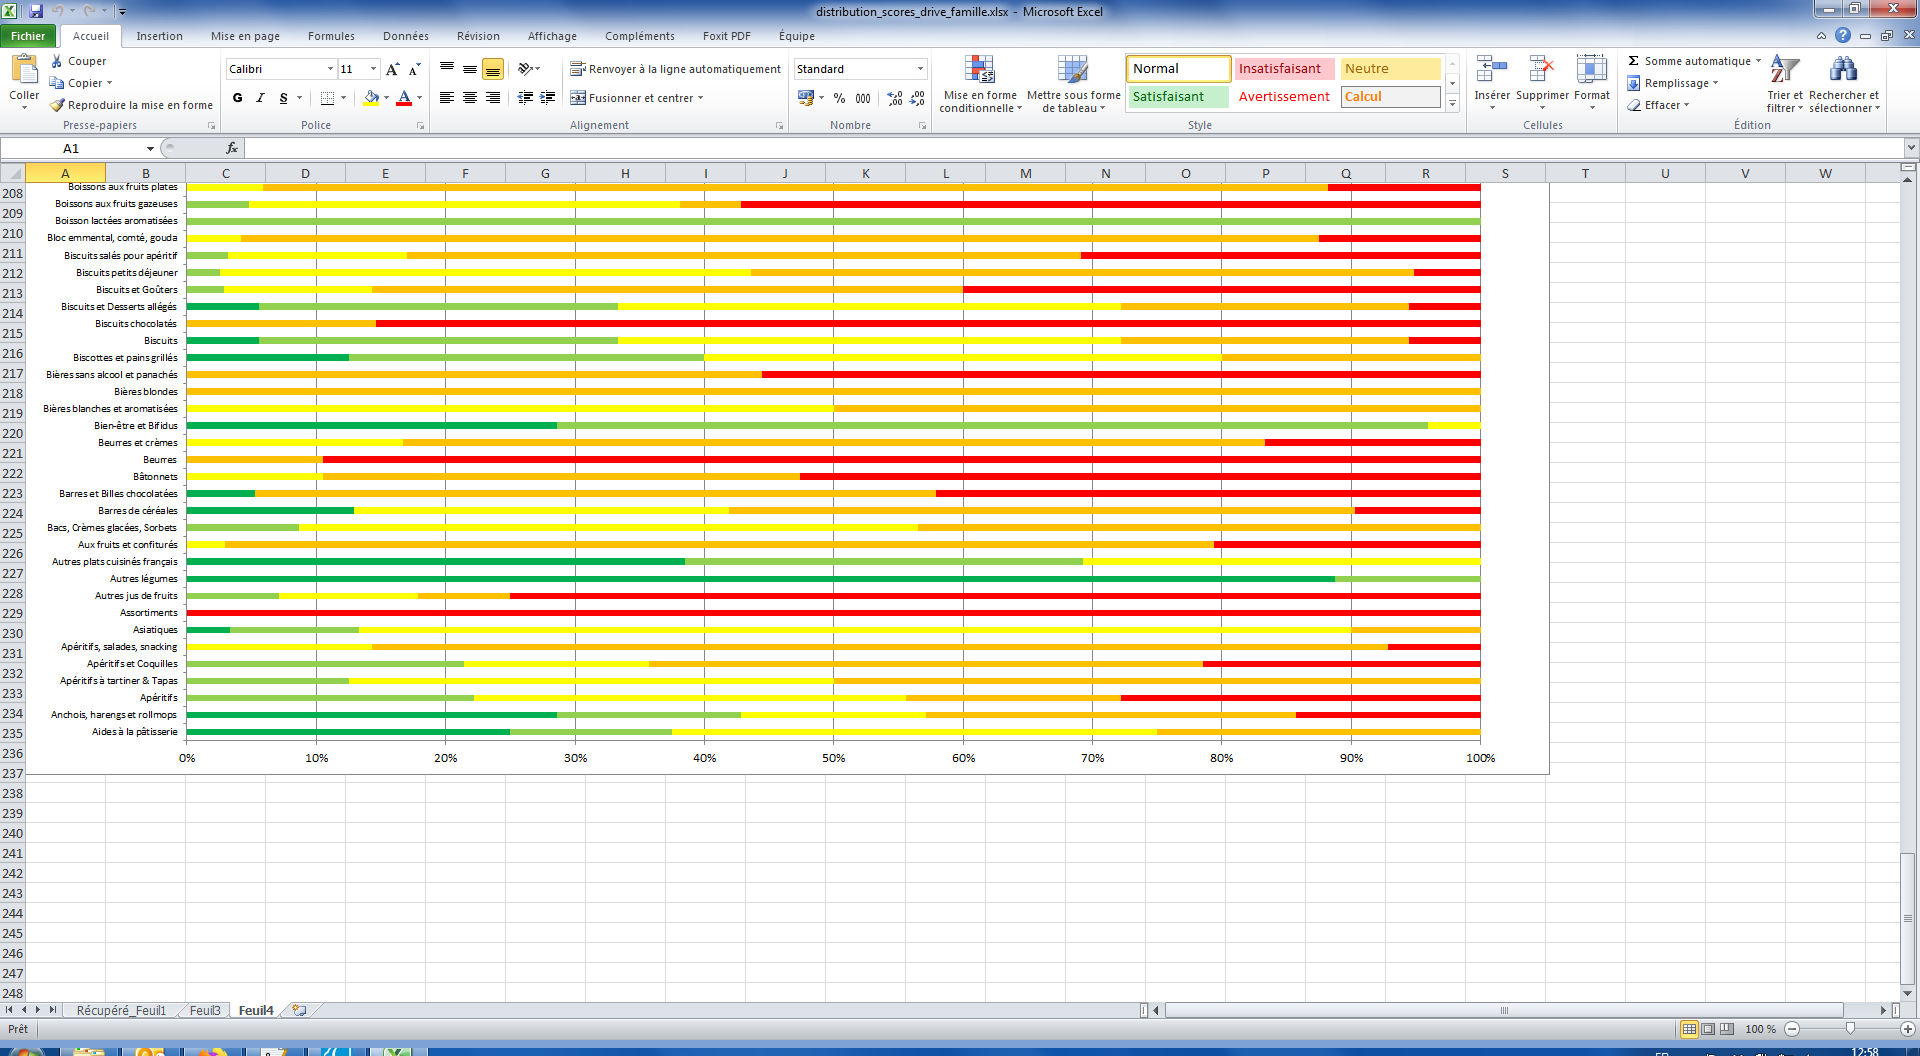 distribution_scores_drive_famille.xlsx - Microsoft Excel
Fichier Accueil Insertion Mise en page Formules Données Révision Affichage Compléments Foxit PDF Équipe
Coller
Couper
Copier
Reproduire la mise en forme
Presse-papiers
Calibri 11
G I S
Police
Renvoyer à la ligne automatiquement
Fusionner et centrer
Alignement
Standard
% 000
Nombre
Mise en forme conditionnelle
Mettre sous forme de tableau
Normal Insatisfaisant Neutre
Satisfaisant Avertissement Calcul
Style
Insérer Supprimer Format
Cellules
Somme automatique
Remplissage
Effacer
Trier et filtrer
Rechercher et sélectionner
Édition
A1 fx
A B C D E F G H I J K L M N O P Q R S T U V W
208 Boissons aux fruits plates
209 Boissons aux fruits gazeuses
Boisson lactées aromatisées
210 Bloc emmental, comté, gouda
211 Biscuits salés pour apéritif
212 Biscuits petits déjeuner
213 Biscuits et Goûters
214 Biscuits et Desserts allégés
215 Biscuits chocolatés
Biscuits
216 Biscottes et pains grillés
217 Bières sans alcool et panachés
218 Bières blondes
219 Bières blanches et aromatisées
220 Bien-être et Bifidus
221 Beurres et crèmes
Beurres
222 Bâtonnets
223 Barres et Billes chocolatées
224 Barres de céréales
225 Bacs, Crèmes glacées, Sorbets
226 Aux fruits et confiturés
227 Autres plats cuisinés français
Autres légumes
228 Autres jus de fruits
229 Assortiments
230 Asiatiques
231 Apéritifs, salades, snacking
232 Apéritifs et Coquilles
233 Apéritifs à tartiner & Tapas
Apéritifs
234 Anchois, harengs et rollmops
235 Aides à la pâtisserie
236 0% 10% 20% 30% 40% 50% 60% 70% 80% 90% 100%
237
238
239
240
241
242
243
244
245
246
247
248
Récupéré_Feuil1 Feuil3 Feuil4
Prêt 100 %
12:58